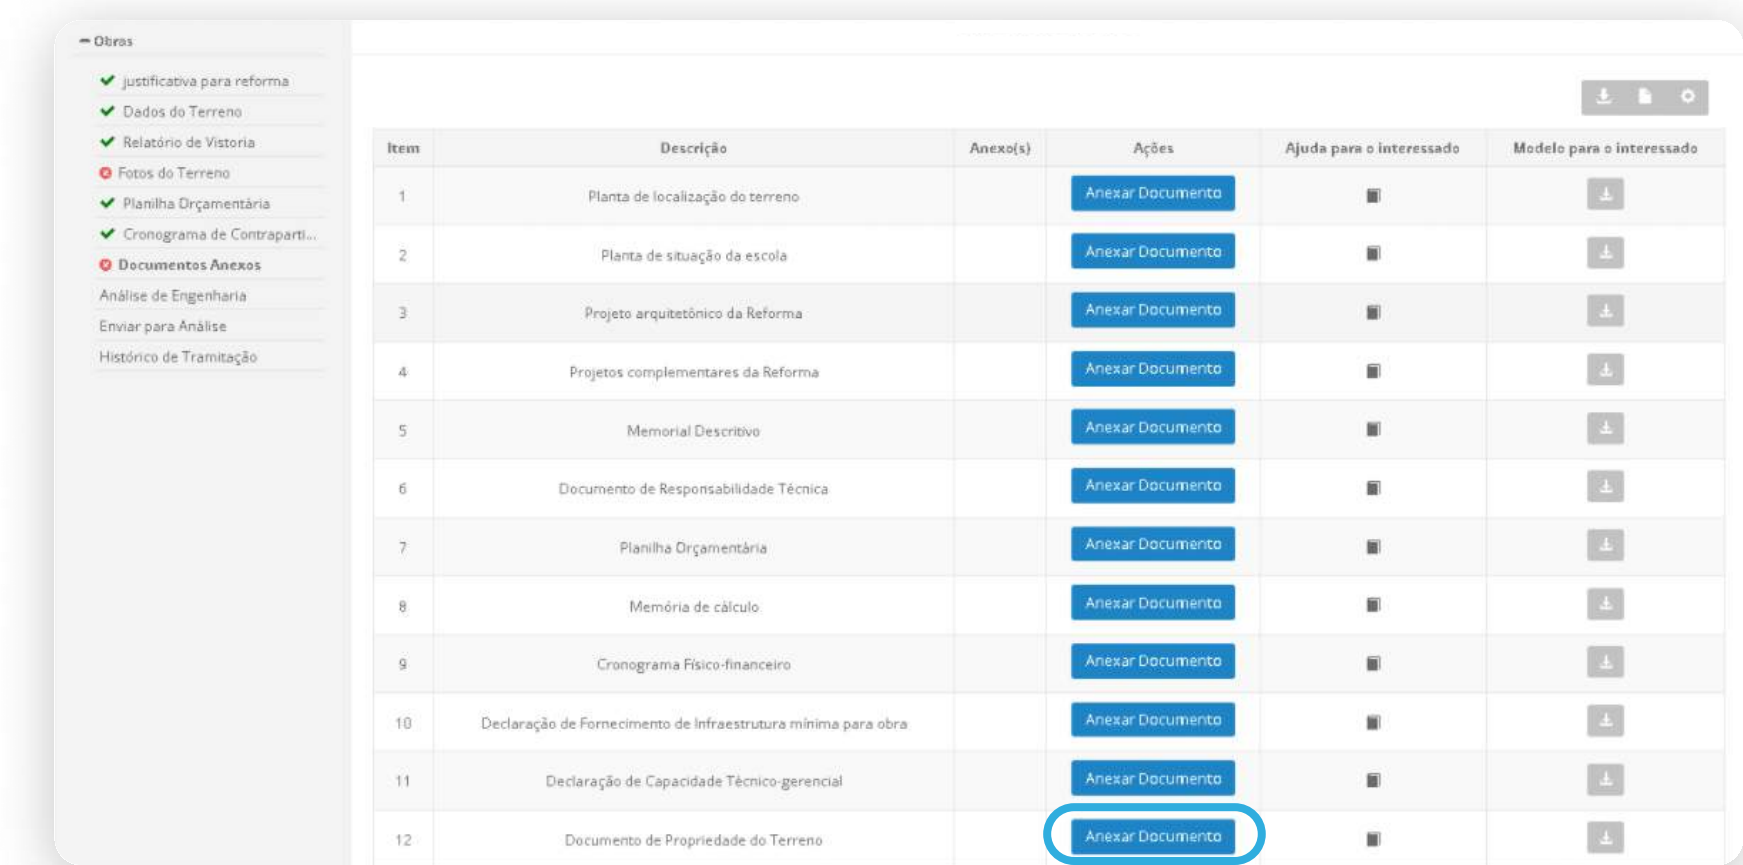 Obras
justificativa para reforma
Dados do Terreno
Relatório de Vistoria
Fotos do Terreno
Planilha Orçamentária
Cronograma de Contraparti...
Documentos Anexos
Análise de Engenharia
Enviar para Análise
Histórico de Tramitação
Item Descrição Anexo(s) Ações Ajuda para o interessado Modelo para o interessado
1 Planta de localização do terreno Anexar Documento
2 Planta de situação da escola Anexar Documento
3 Projeto arquitetônico da Reforma Anexar Documento
4 Projetos complementares da Reforma Anexar Documento
5 Memorial Descritivo Anexar Documento
6 Documento de Responsabilidade Técnica Anexar Documento
7 Planilha Orçamentária Anexar Documento
8 Memória de cálculo Anexar Documento
9 Cronograma Físico-financeiro Anexar Documento
10 Declaração de Fornecimento de Infraestrutura mínima para obra Anexar Documento
11 Declaração de Capacidade Técnico-gerencial Anexar Documento
12 Documento de Propriedade do Terreno Anexar Documento